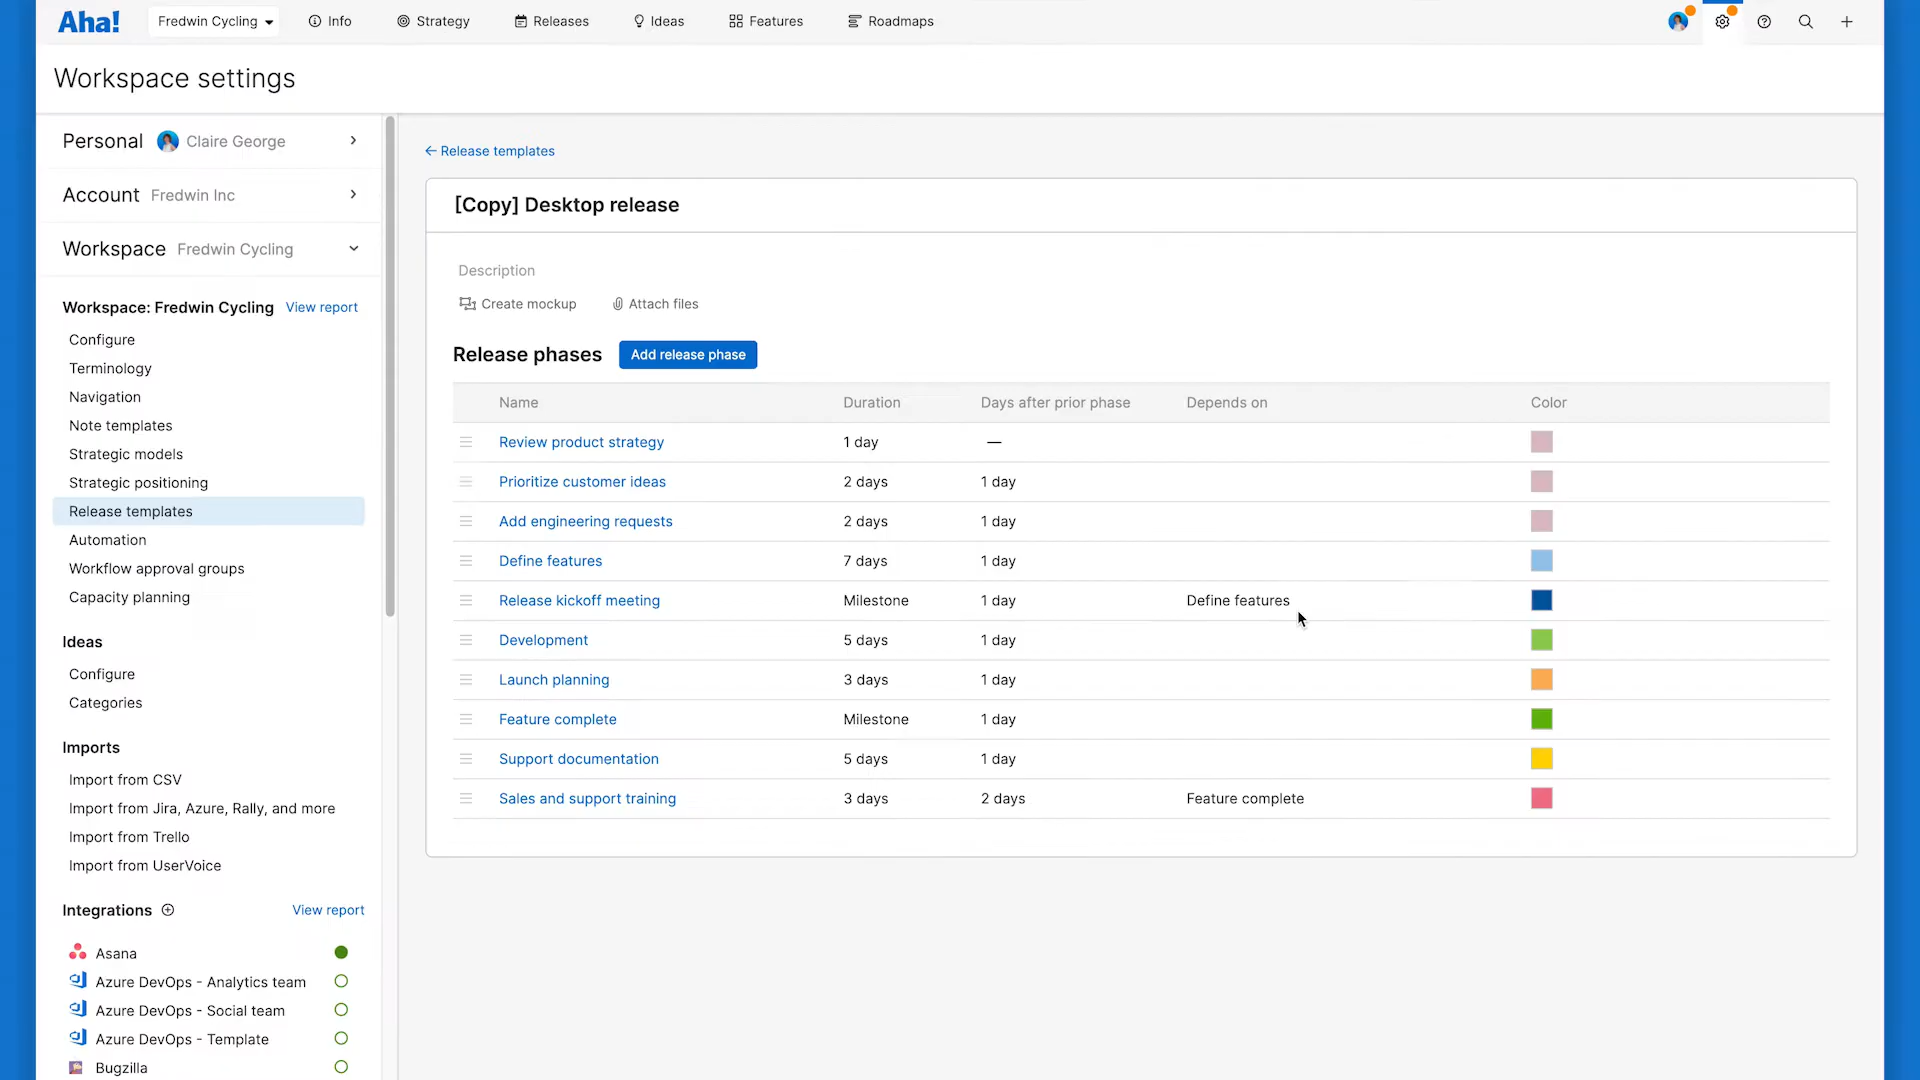 Aha!
Fredwin Cycling
Info
Strategy
Releases
Ideas
Features
Roadmaps
Workspace settings
Personal Claire George
Account Fredwin Inc
Workspace Fredwin Cycling
Workspace: Fredwin Cycling View report
Configure
Terminology
Navigation
Note templates
Strategic models
Strategic positioning
Release templates
Automation
Workflow approval groups
Capacity planning
Ideas
Configure
Categories
Imports
Import from CSV
Import from Jira, Azure, Rally, and more
Import from Trello
Import from UserVoice
Integrations View report
Asana
Azure DevOps - Analytics team
Azure DevOps - Social team
Azure DevOps - Template
Bugzilla
← Release templates
[Copy] Desktop release
Description
Create mockup Attach files
Release phases Add release phase
Name Duration Days after prior phase Depends on Color
Review product strategy 1 day —
Prioritize customer ideas 2 days 1 day
Add engineering requests 2 days 1 day
Define features 7 days 1 day
Release kickoff meeting Milestone 1 day Define features
Development 5 days 1 day
Launch planning 3 days 1 day
Feature complete Milestone 1 day
Support documentation 5 days 1 day
Sales and support training 3 days 2 days Feature complete